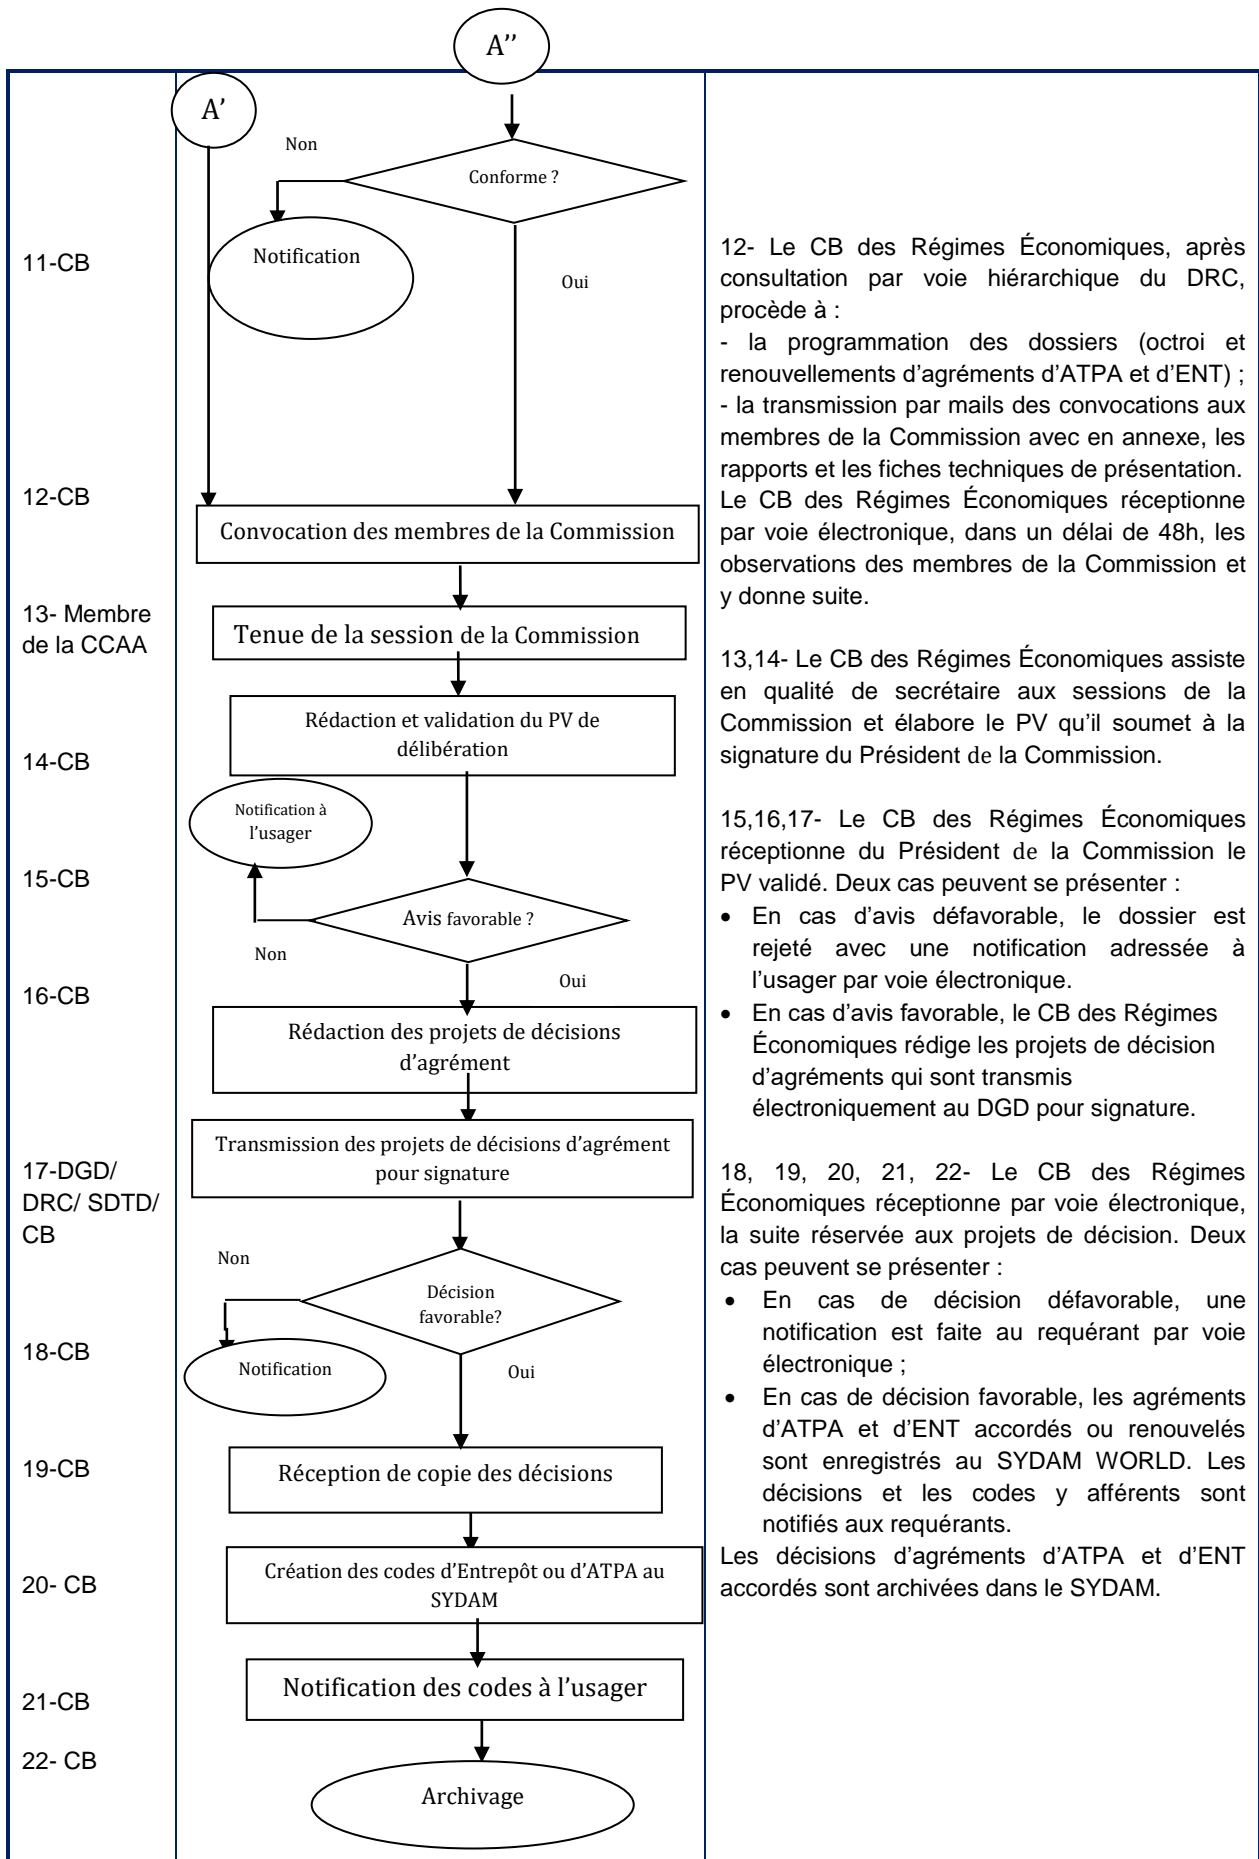 A’’
A’
Non
Conforme ?
Notification
Oui
11-CB
12-CB
Convocation des membres de la Commission
13- Membre
de la CCAA
Tenue de la session de la Commission
Rédaction et validation du PV de
délibération
14-CB
Notification à
l’usager
15-CB
Avis favorable ?
Non
Oui
16-CB
Rédaction des projets de décisions
d’agrément
Transmission des projets de décisions d’agrément
pour signature
17-DGD/
DRC/ SDTD/
CB
Non
Décision
favorable?
18-CB
Notification
Oui
19-CB
Réception de copie des décisions
20- CB
Création des codes d’Entrepôt ou d’ATPA au
SYDAM
21-CB
Notification des codes à l’usager
22- CB
Archivage
12- Le CB des Régimes Économiques, après
consultation par voie hiérarchique du DRC,
procède à :
- la programmation des dossiers (octroi et
renouvellements d’agréments d’ATPA et d’ENT) ;
- la transmission par mails des convocations aux
membres de la Commission avec en annexe, les
rapports et les fiches techniques de présentation.
Le CB des Régimes Économiques réceptionne
par voie électronique, dans un délai de 48h, les
observations des membres de la Commission et
y donne suite.
13,14- Le CB des Régimes Économiques assiste
en qualité de secrétaire aux sessions de la
Commission et élabore le PV qu’il soumet à la
signature du Président de la Commission.
15,16,17- Le CB des Régimes Économiques
réceptionne du Président de la Commission le
PV validé. Deux cas peuvent se présenter :
• En cas d’avis défavorable, le dossier est
rejeté avec une notification adressée à
l’usager par voie électronique.
• En cas d’avis favorable, le CB des Régimes
Économiques rédige les projets de décision
d’agréments qui sont transmis
électroniquement au DGD pour signature.
18, 19, 20, 21, 22- Le CB des Régimes
Économiques réceptionne par voie électronique,
la suite réservée aux projets de décision. Deux
cas peuvent se présenter :
• En cas de décision défavorable, une
notification est faite au requérant par voie
électronique ;
• En cas de décision favorable, les agréments
d’ATPA et d’ENT accordés ou renouvelés
sont enregistrés au SYDAM WORLD. Les
décisions et les codes y afférents sont
notifiés aux requérants.
Les décisions d’agréments d’ATPA et d’ENT
accordés sont archivées dans le SYDAM.